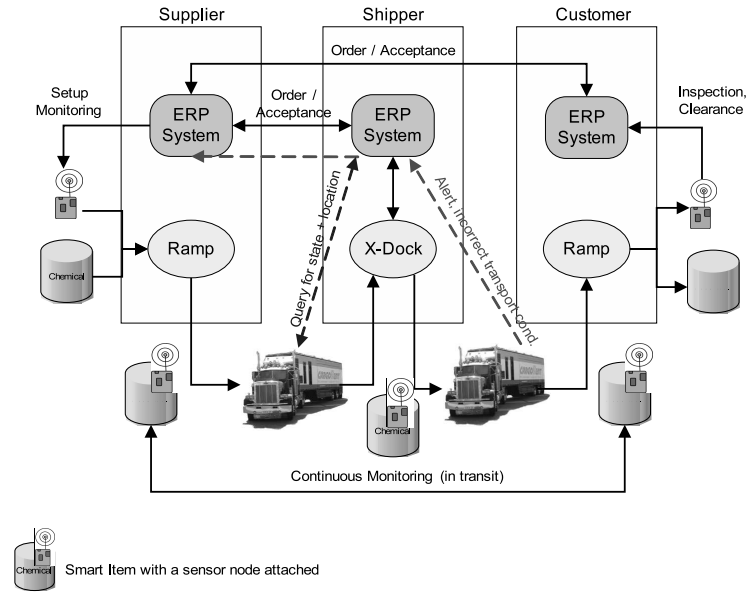 Supplier
Shipper
Customer
Order / Acceptance
Setup
Monitoring
Order /
Acceptance
Inspection,
Clearance
ERP
System
ERP
System
ERP
System
Query for state + location
Alert, incorrect transport cond.
Chemical
Ramp
X-Dock
Ramp
Chemical
Continuous Monitoring (in transit)
Chemical
Smart Item with a sensor node attached